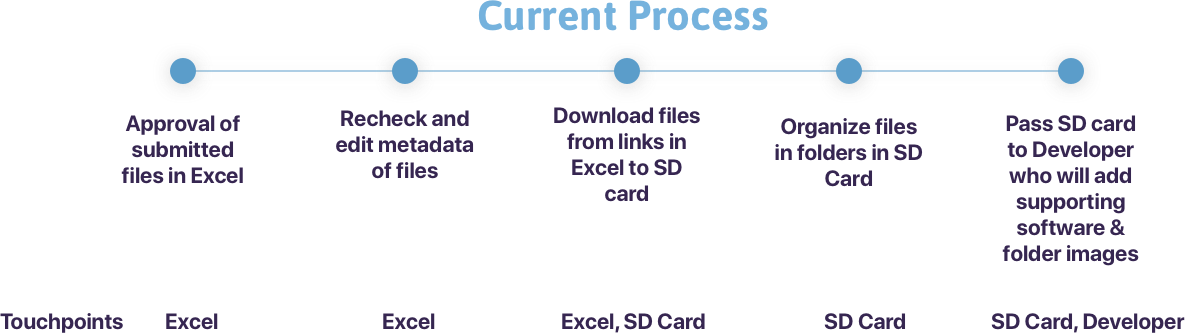 Current Process
Approval of
submitted
files in Excel
Recheck and
edit metadata
of files
Download files
from links in
Excel to SD
card
Organize files
in folders in SD
Card
Pass SD card
to Developer
who will add
supporting
software &
folder images
Touchpoints Excel Excel Excel, SD Card SD Card SD Card, Developer